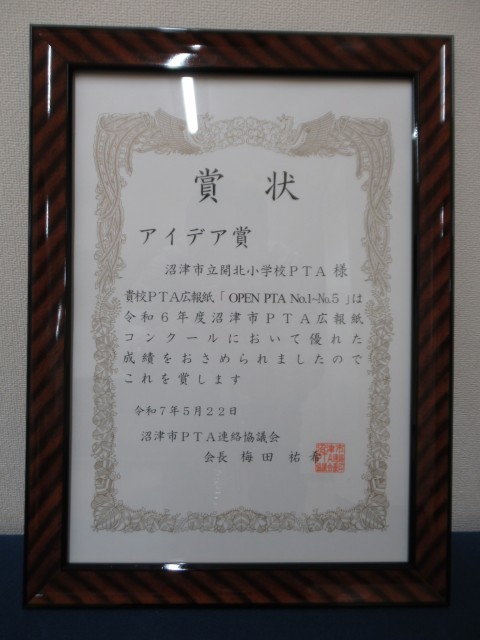 賞状
アイデア賞
沼津市立開北小学校PTA 様
貴校PTA広報紙「OPEN PTA No.1~No.5」は
令和6年度沼津市PTA広報紙
コンクールにおいて優れた
成績をおさめられましたので
これを賞します
令和7年5月22日
沼津市PTA連絡協議会
会長 梅田 祐希